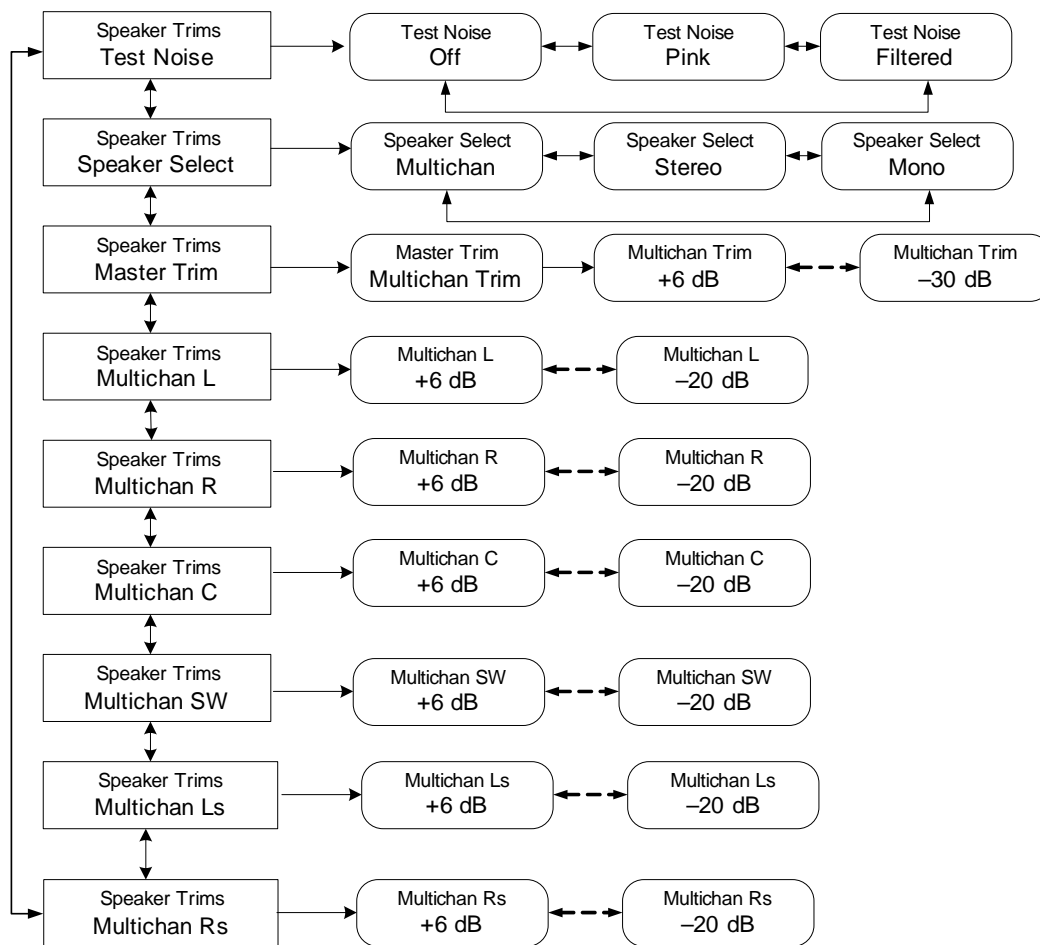 Speaker Trims
Test Noise
Test Noise
Off
Test Noise
Pink
Test Noise
Filtered
Speaker Trims
Speaker Select
Speaker Select
Multichan
Speaker Select
Stereo
Speaker Select
Mono
Speaker Trims
Master Trim
Master Trim
Multichan Trim
Multichan Trim
+6 dB
Multichan Trim
–30 dB
Speaker Trims
Multichan L
Multichan L
+6 dB
Multichan L
–20 dB
Speaker Trims
Multichan R
Multichan R
+6 dB
Multichan R
–20 dB
Speaker Trims
Multichan C
Multichan C
+6 dB
Multichan C
–20 dB
Speaker Trims
Multichan SW
Multichan SW
+6 dB
Multichan SW
–20 dB
Speaker Trims
Multichan Ls
Multichan Ls
+6 dB
Multichan Ls
–20 dB
Speaker Trims
Multichan Rs
Multichan Rs
+6 dB
Multichan Rs
–20 dB